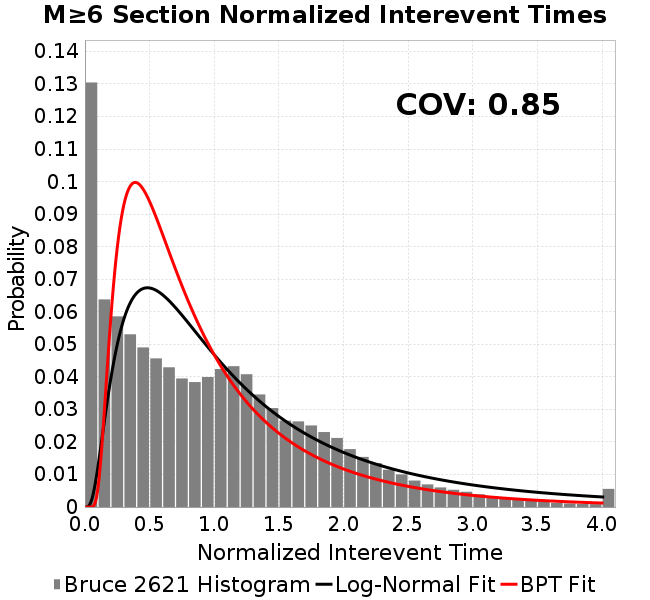 M≥6 Section Normalized Interevent Times
COV: 0.85
Probability
0.14
0.13
0.12
0.11
0.1
0.09
0.08
0.07
0.06
0.05
0.04
0.03
0.02
0.01
0
0.0 0.5 1.0 1.5 2.0 2.5 3.0 3.5 4.0
Normalized Interevent Time
Bruce 2621 Histogram Log-Normal Fit BPT Fit